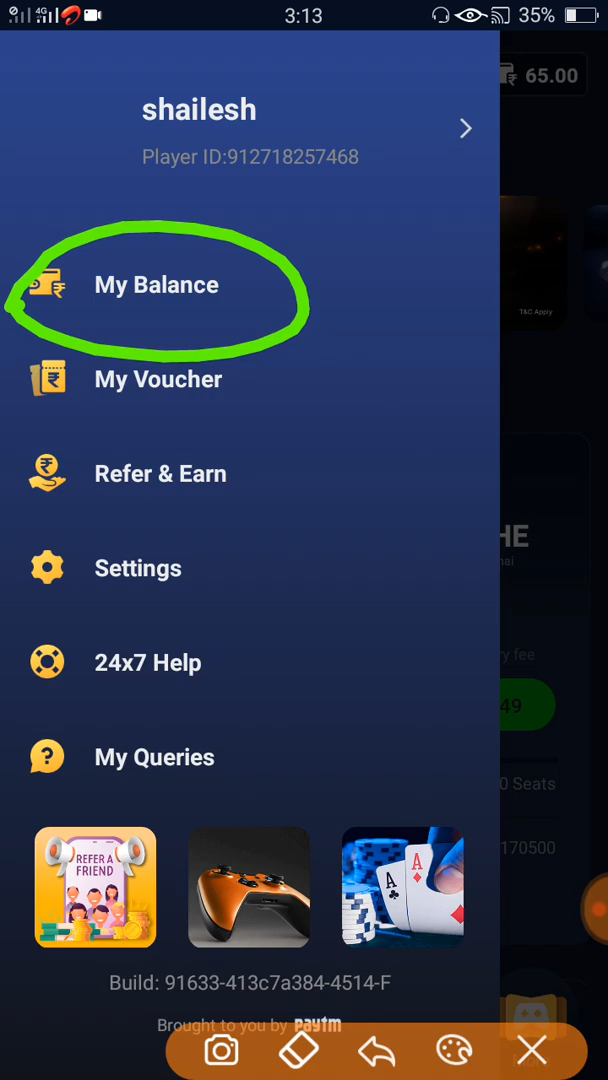 4G
3:13
35%
65.00
shailesh
Player ID:912718257468
T&C Apply
My Balance
My Voucher
Refer & Earn
HE
nai
Settings
ry fee
24x7 Help
49
My Queries
0 Seats
REFER A
FRIEND
A
A
170500
Build: 91633-413c7a384-4514-F
Brought to you by paytm